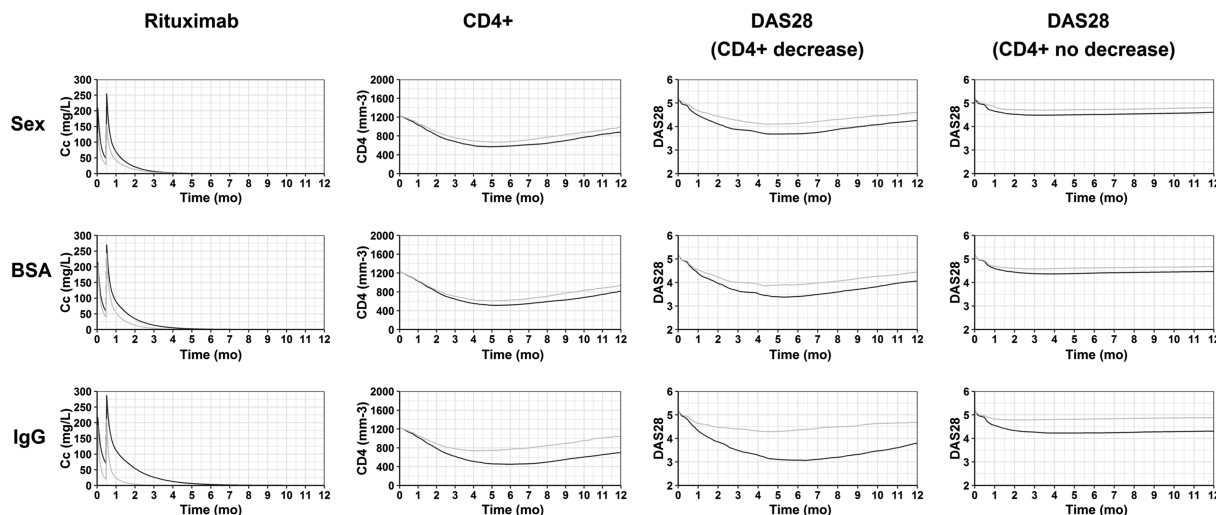 Rituximab CD4+ DAS28 DAS28
(CD4+ decrease) (CD4+ no decrease)
Sex
Cc (mg/L)
300
250
200
150
100
50
0
0 1 2 3 4 5 6 7 8 9 10 11 12
Time (mo)
CD4 (mm-3)
2000
1600
1200
800
400
0
0 1 2 3 4 5 6 7 8 9 10 11 12
Time (mo)
DAS28
6
5
4
3
2
0 1 2 3 4 5 6 7 8 9 10 11 12
Time (mo)
DAS28
6
5
4
3
2
0 1 2 3 4 5 6 7 8 9 10 11 12
Time (mo)
BSA
Cc (mg/L)
300
250
200
150
100
50
0
0 1 2 3 4 5 6 7 8 9 10 11 12
Time (mo)
CD4 (mm-3)
2000
1600
1200
800
400
0
0 1 2 3 4 5 6 7 8 9 10 11 12
Time (mo)
DAS28
6
5
4
3
2
0 1 2 3 4 5 6 7 8 9 10 11 12
Time (mo)
DAS28
6
5
4
3
2
0 1 2 3 4 5 6 7 8 9 10 11 12
Time (mo)
IgG
Cc (mg/L)
300
250
200
150
100
50
0
0 1 2 3 4 5 6 7 8 9 10 11 12
Time (mo)
CD4 (mm-3)
2000
1600
1200
800
400
0
0 1 2 3 4 5 6 7 8 9 10 11 12
Time (mo)
DAS28
6
5
4
3
2
0 1 2 3 4 5 6 7 8 9 10 11 12
Time (mo)
DAS28
6
5
4
3
2
0 1 2 3 4 5 6 7 8 9 10 11 12
Time (mo)